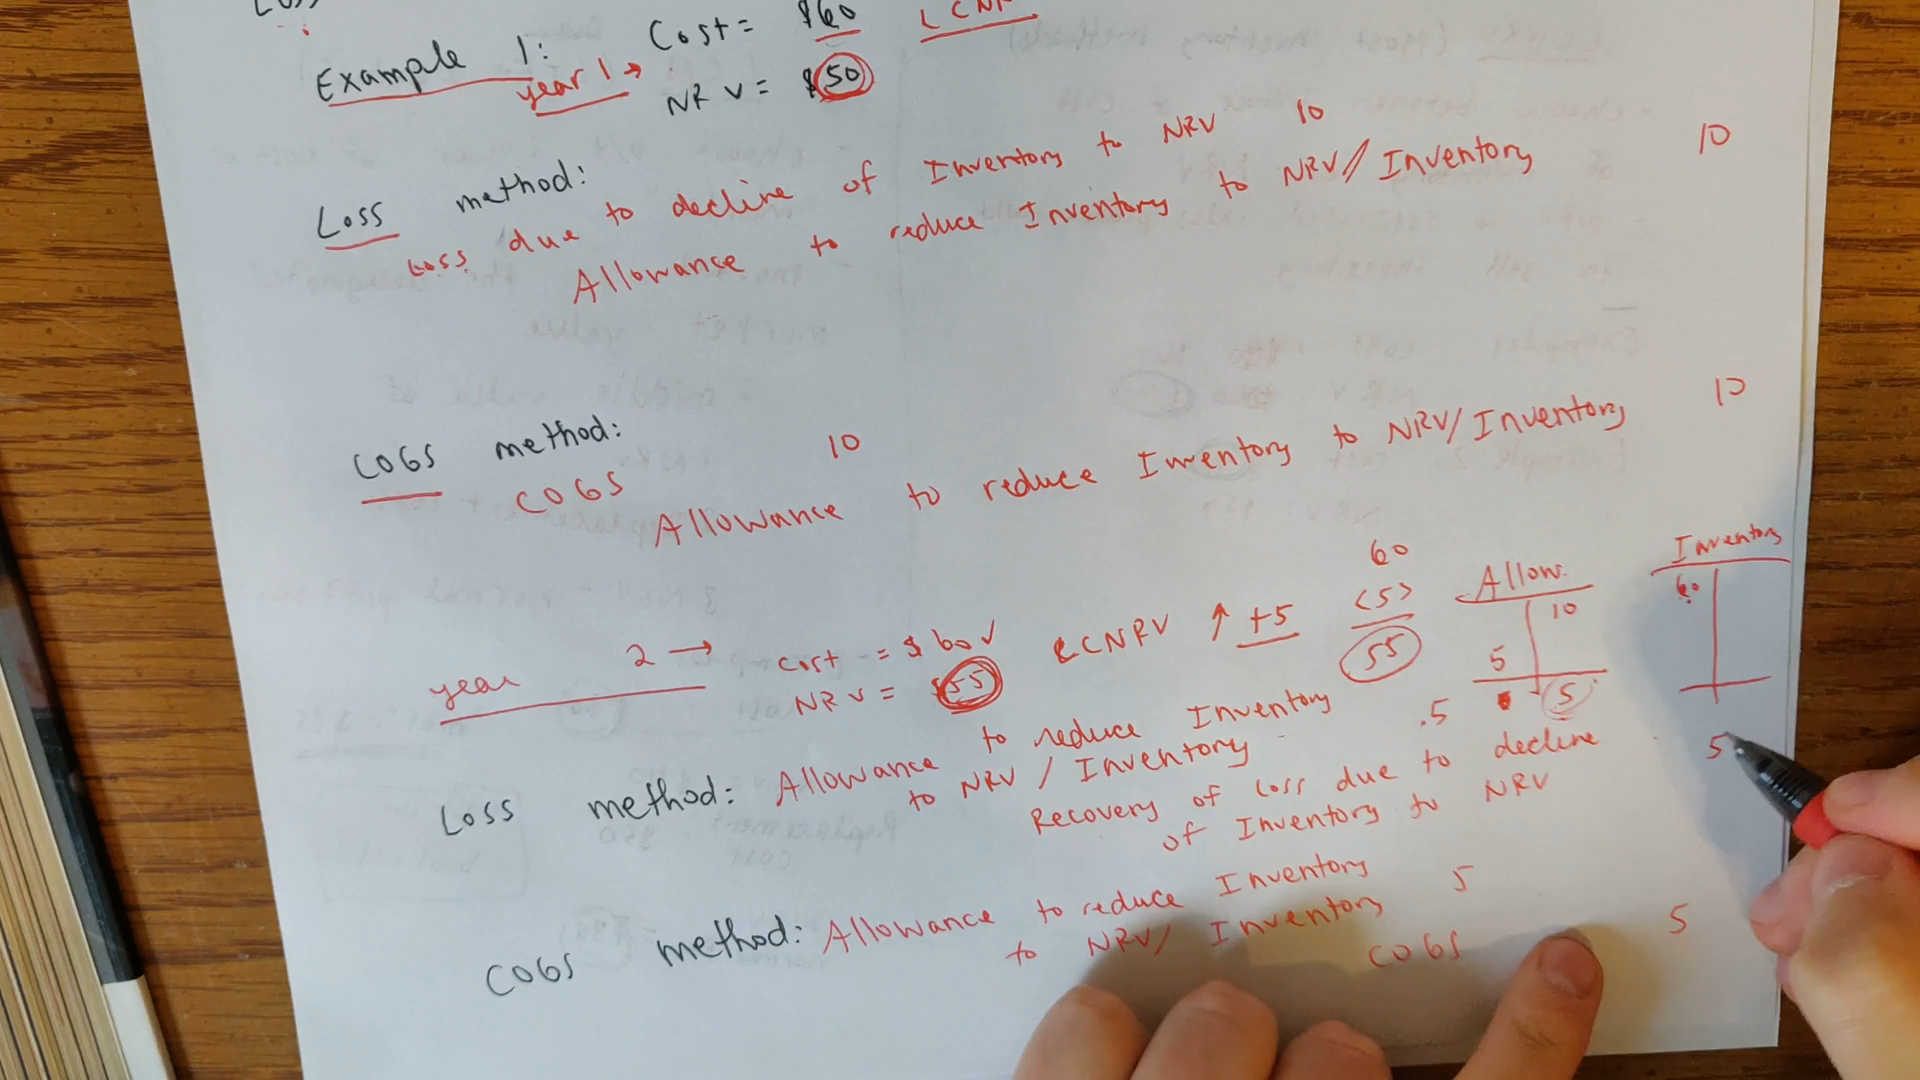 Loss
Example 1: Cost = $60
year 1 → NRV = $50
Loss method:
Loss due to decline of Inventory to NRV 10
Allowance to reduce Inventory to NRV/Inventory 10
COGS method:
COGS 10
Allowance to reduce Inventory to NRV/Inventory 10
year 2 → cost = $60 ✓
NRV = $55
LCNRV ↑ +5
60
<5>
55
Allow.
10
5
5
Inventory
60
Loss method: Allowance to reduce Inventory
to NRV / Inventory .5
Recovery of Loss due to decline
of Inventory to NRV 5
COGS method: Allowance to reduce Inventory
to NRV/ Inventory 5
COGS 5